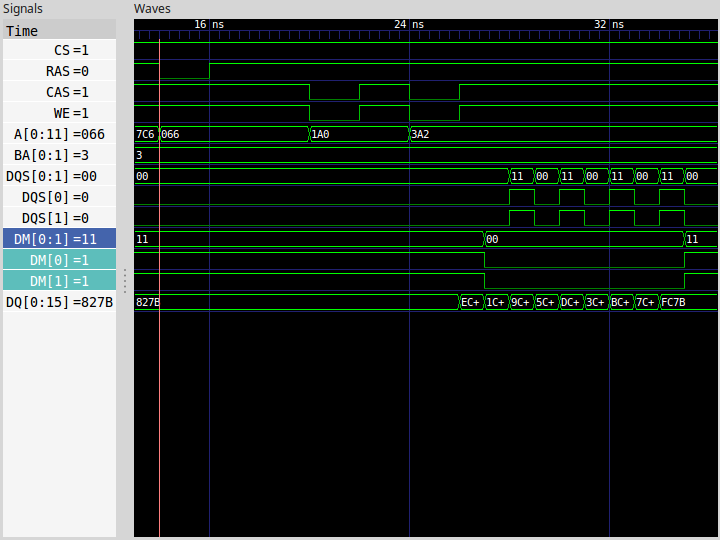 Signals
Waves
Time
16 ns
24 ns
32 ns
CS=1
RAS=0
CAS=1
WE=1
A[0:11]=066
7C6 066 1A0 3A2
BA[0:1]=3
3
DQS[0:1]=00
00 11 00 11 00 11 00 11 00
DQS[0]=0
DQS[1]=0
DM[0:1]=11
11 00 11
DM[0]=1
DM[1]=1
DQ[0:15]=827B
827B EC+ 1C+ 9C+ 5C+ DC+ 3C+ BC+ 7C+ FC7B